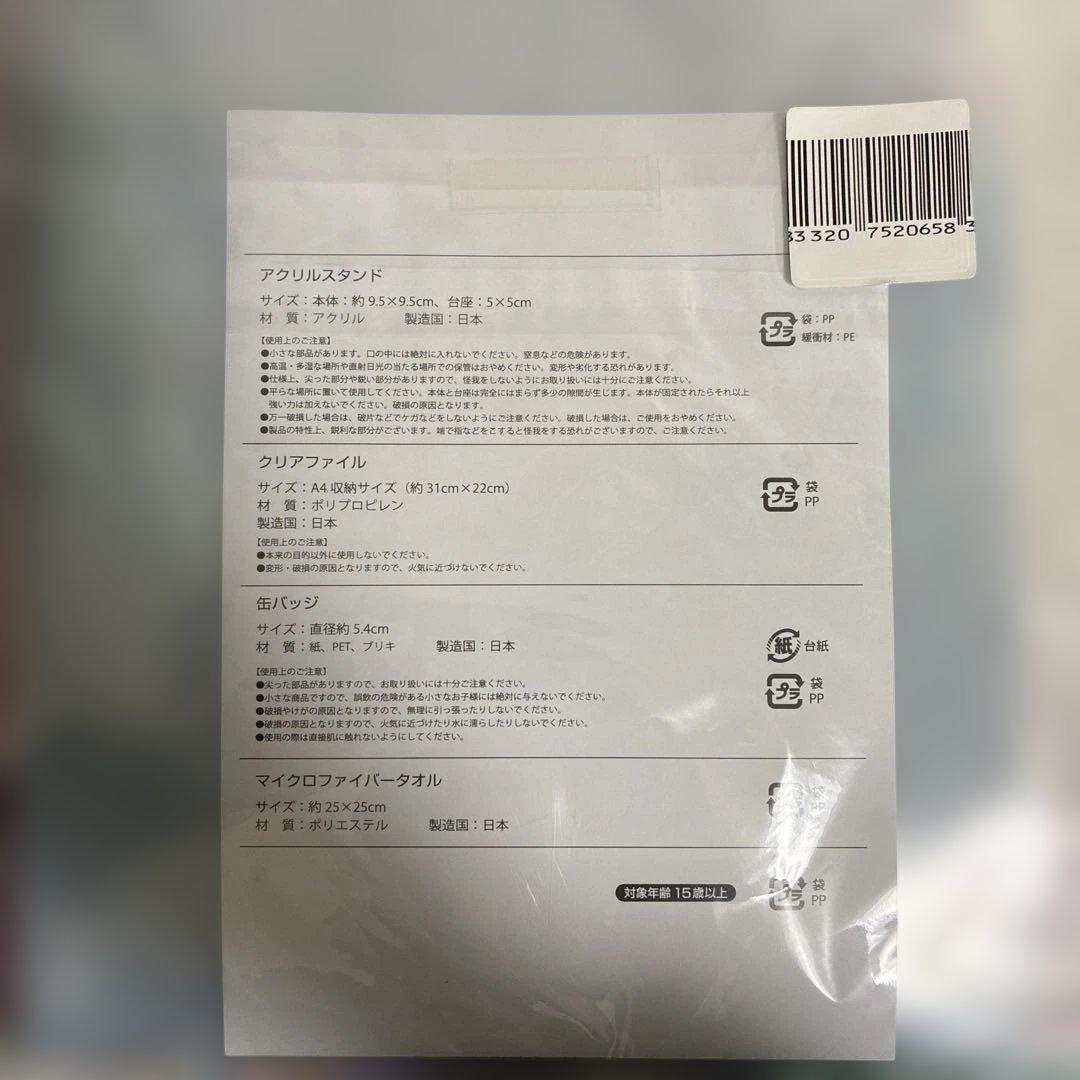 33 320 7520658 3
アクリルスタンド
サイズ：本体：約 9.5×9.5cm、台座：5×5cm
材　質：アクリル　製造国：日本
プラ 袋：PP
緩衝材：PE
【使用上のご注意】
●小さな部品があります。口の中には絶対に入れないでください。窒息などの危険があります。
●高温・多湿な場所や直射日光の当たる場所での保管はおやめください。変形や劣化する恐れがあります。
●仕様上、尖った部分や鋭い部分がありますので、怪我をしないようにお取り扱いには十分にご注意ください。
●平らな場所に置いて使用してください。本体と台座は完全にはまらず多少の隙間が生じます。本体が固定されたらそれ以上
強い力は加えないでください。破損の原因となります。
●万一破損した場合は、破片などでケガなどをしないようにご注意ください。破損した場合は、ご使用をおやめください。
●製品の特性上、鋭利な部分がございます。端で指などをこすると怪我をする恐れがございますので、ご注意ください。
クリアファイル
サイズ：A4 収納サイズ（約 31cm×22cm）
材　質：ポリプロピレン
製造国：日本
プラ 袋
PP
【使用上のご注意】
●本来の目的以外に使用しないでください。
●変形・破損の原因となりますので、火気に近づけないでください。
缶バッジ
サイズ：直径約 5.4cm
材　質：紙、PET、ブリキ　製造国：日本
紙 台紙
プラ 袋
PP
【使用上のご注意】
●尖った部品がありますので、お取り扱いには十分ご注意ください。
●小さな商品ですので、誤飲の危険がある小さなお子様には絶対に与えないでください。
●破損やけがの原因となりますので、無理に引っ張ったりしないでください。
●破損の原因となりますので、火気に近づけたり水に濡らしたりしないでください。
●使用の際は直接肌に触れないようにしてください。
マイクロファイバータオル
サイズ：約 25×25cm
材　質：ポリエステル　製造国：日本
袋
対象年齢 15 歳以上
プラ 袋
PP